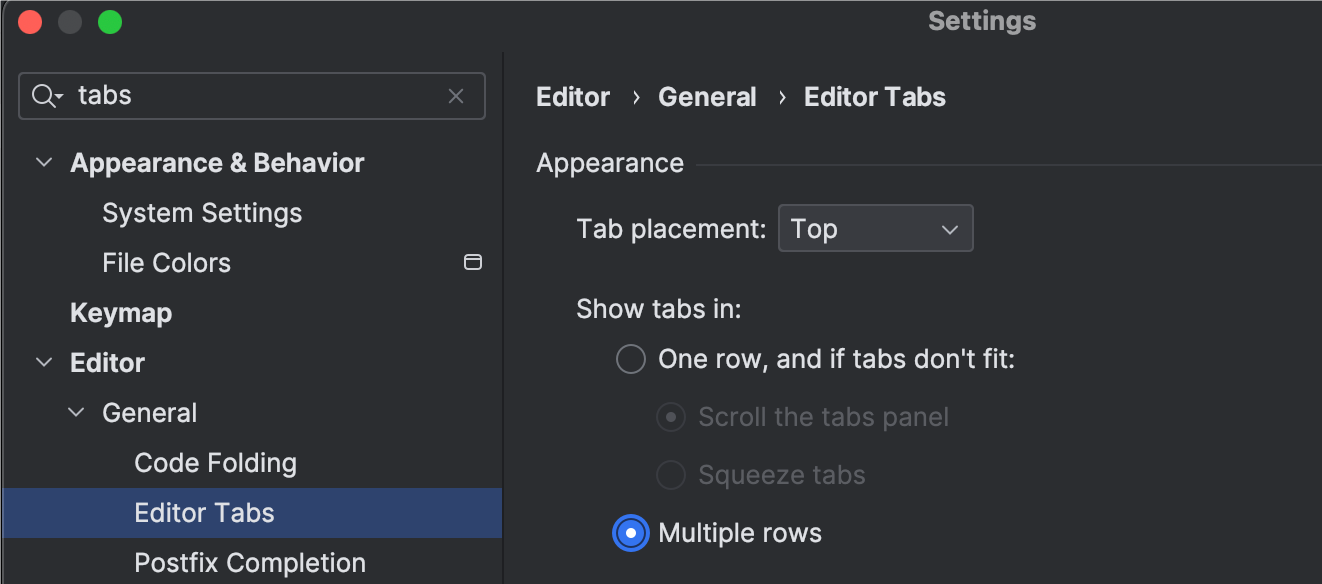 Settings
tabs
Appearance & Behavior
System Settings
File Colors
Keymap
Editor
General
Code Folding
Editor Tabs
Postfix Completion
Editor › General › Editor Tabs
Appearance
Tab placement: Top
Show tabs in:
One row, and if tabs don't fit:
Scroll the tabs panel
Squeeze tabs
Multiple rows